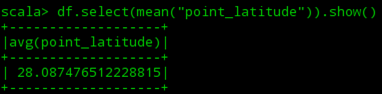 scala> df.select(mean("point_latitude")).show()
+------------------+
|avg(point_latitude)|
+------------------+
| 28.087476512228815|
+------------------+